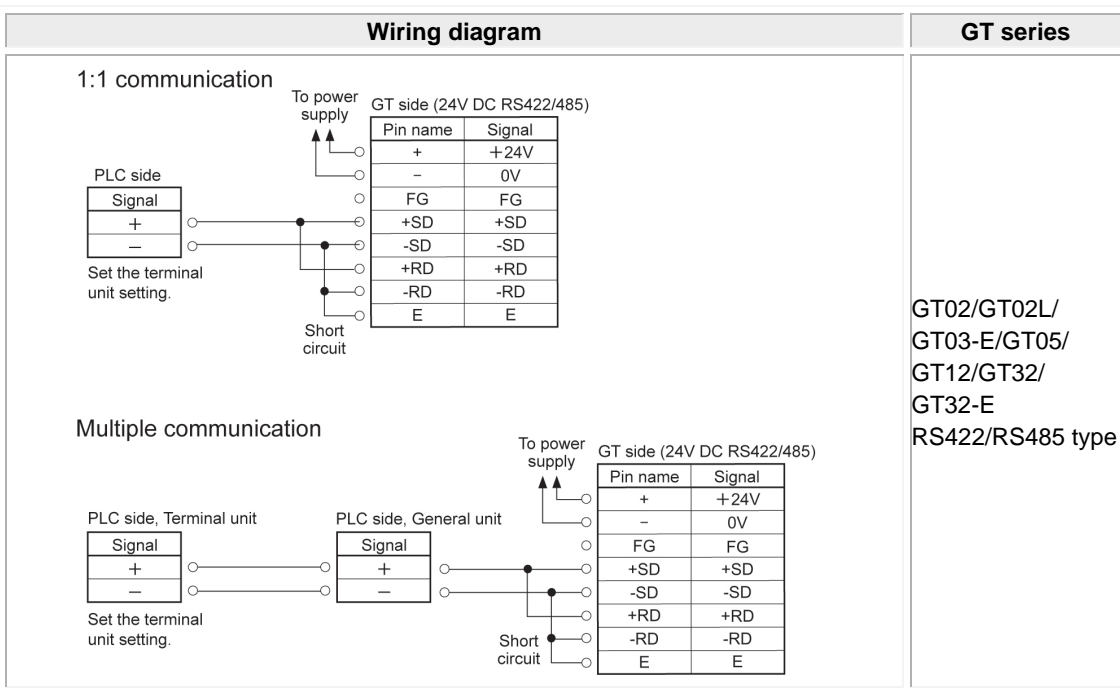 Wiring diagram
GT series
1:1 communication
To power
supply
GT side (24V DC RS422/485)
Pin name Signal
+ +24V
− 0V
FG FG
+SD +SD
-SD -SD
+RD +RD
-RD -RD
E E
PLC side
Signal
+
−
Set the terminal
unit setting.
Short
circuit
Multiple communication
To power
supply
GT side (24V DC RS422/485)
Pin name Signal
+ +24V
− 0V
FG FG
+SD +SD
-SD -SD
+RD +RD
-RD -RD
E E
PLC side, Terminal unit
Signal
+
−
Set the terminal
unit setting.
PLC side, General unit
Signal
+
−
Short
circuit
GT02/GT02L/
GT03-E/GT05/
GT12/GT32/
GT32-E
RS422/RS485 type